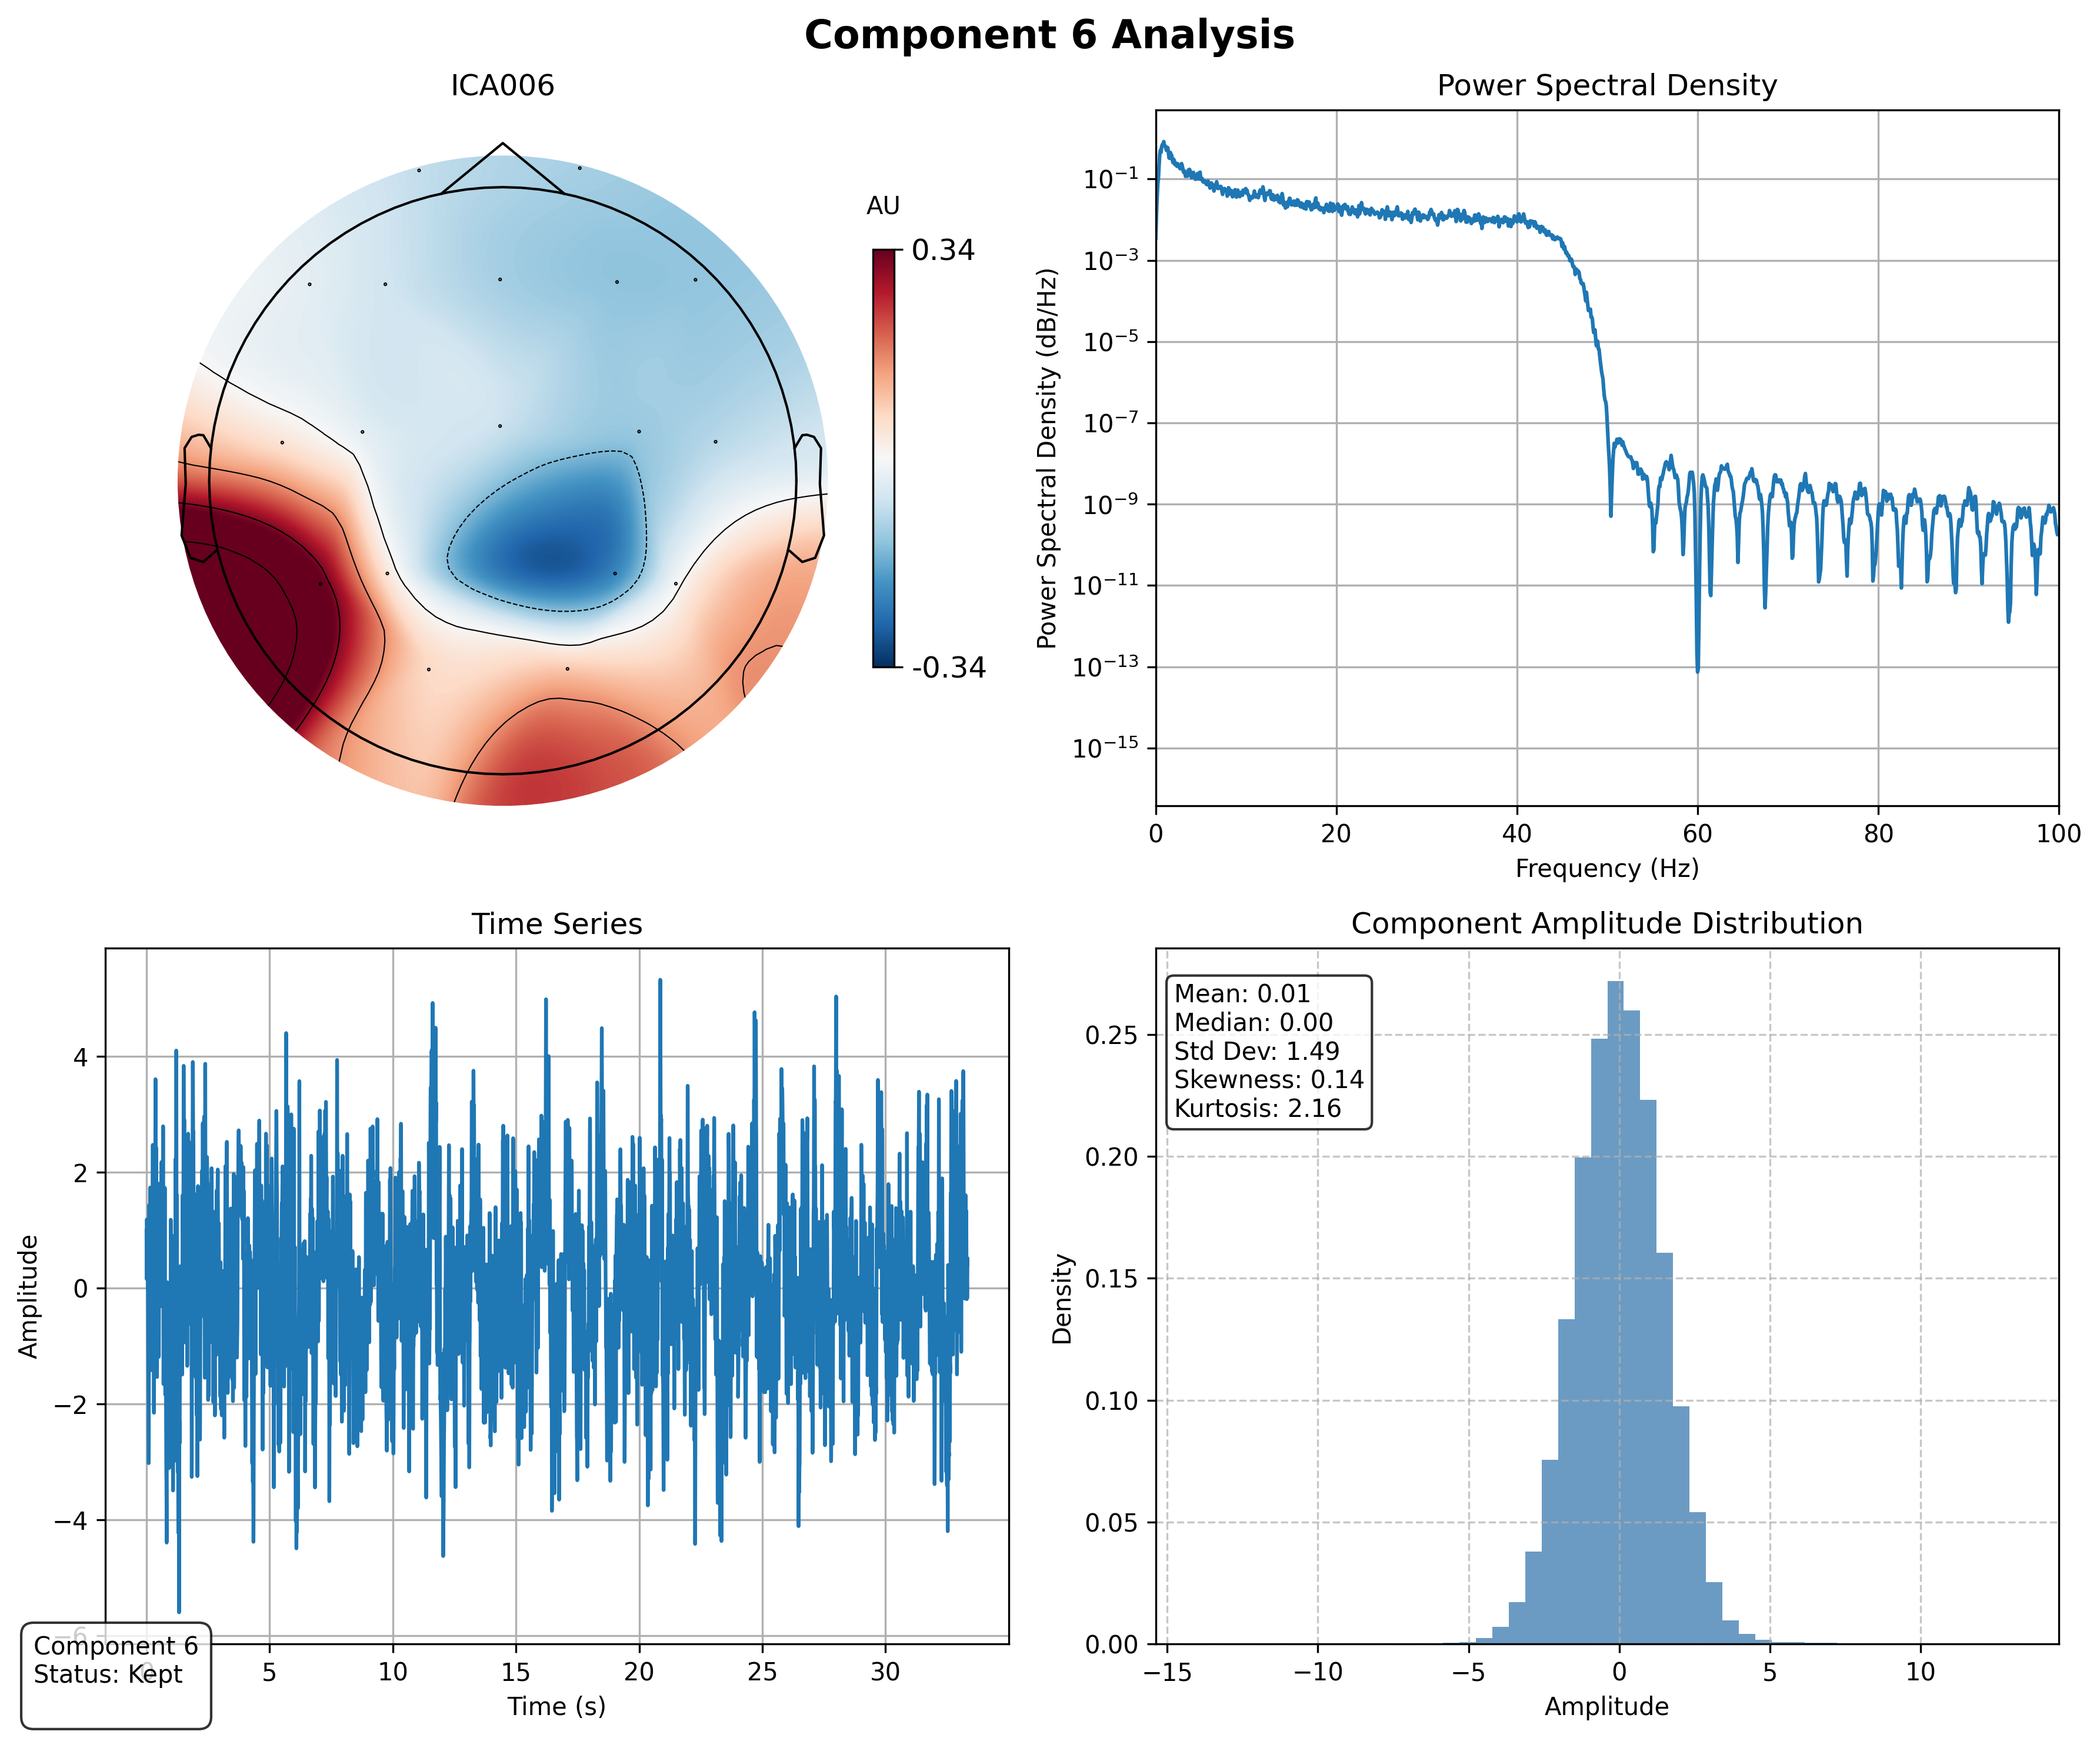 Component 6 Analysis
ICA006
AU
0.34
-0.34
Power Spectral Density
Power Spectral Density (dB/Hz)
10⁻¹
10⁻³
10⁻⁵
10⁻⁷
10⁻⁹
10⁻¹¹
10⁻¹³
10⁻¹⁵
0 20 40 60 80 100
Frequency (Hz)
Time Series
Amplitude
4
2
0
−2
−4
−6
0 5 10 15 20 25 30
Time (s)
Component 6
Status: Kept
Component Amplitude Distribution
Mean: 0.01
Median: 0.00
Std Dev: 1.49
Skewness: 0.14
Kurtosis: 2.16
Density
0.25
0.20
0.15
0.10
0.05
0.00
−15 −10 −5 0 5 10
Amplitude